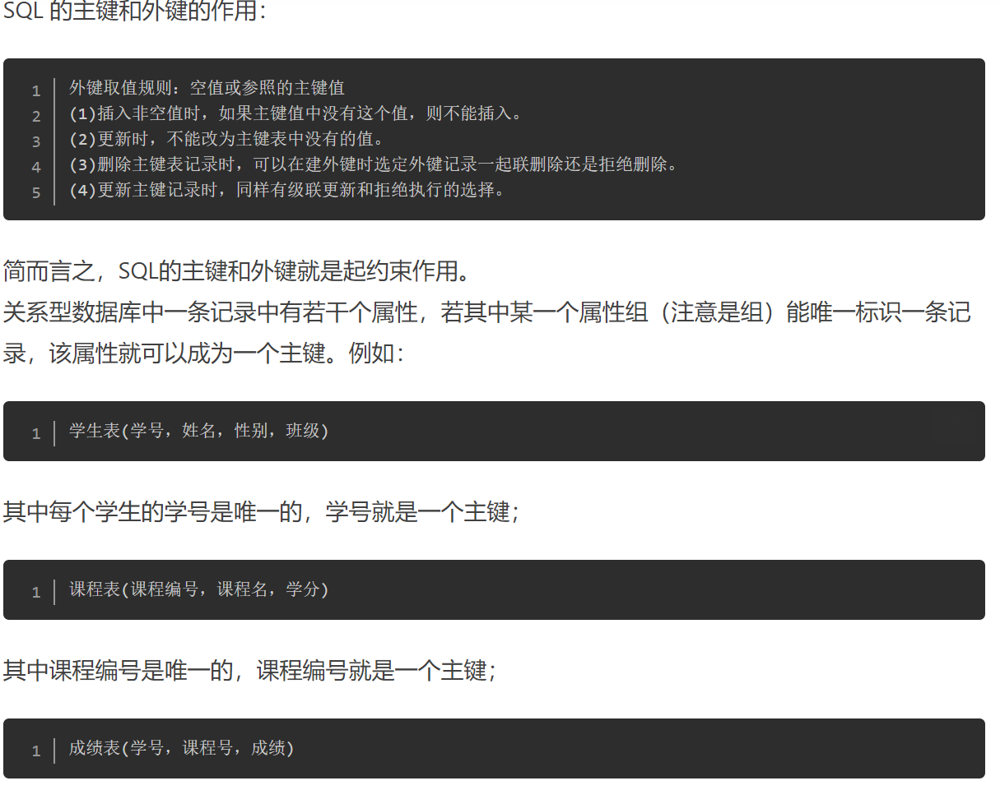 SQL 的主键和外键的作用：
1 外键取值规则：空值或参照的主键值
2 (1)插入非空值时，如果主键值中没有这个值，则不能插入。
3 (2)更新时，不能改为主键表中没有的值。
4 (3)删除主键表记录时，可以在建外键时选定外键记录一起联删除还是拒绝删除。
5 (4)更新主键记录时，同样有级联更新和拒绝执行的选择。
简而言之，SQL的主键和外键就是起约束作用。
关系型数据库中一条记录中有若干个属性，若其中某一个属性组（注意是组）能唯一标识一条记
录，该属性就可以成为一个主键。例如：
1 学生表(学号，姓名，性别，班级)
其中每个学生的学号是唯一的，学号就是一个主键；
1 课程表(课程编号，课程名，学分)
其中课程编号是唯一的，课程编号就是一个主键；
1 成绩表(学号，课程号，成绩)